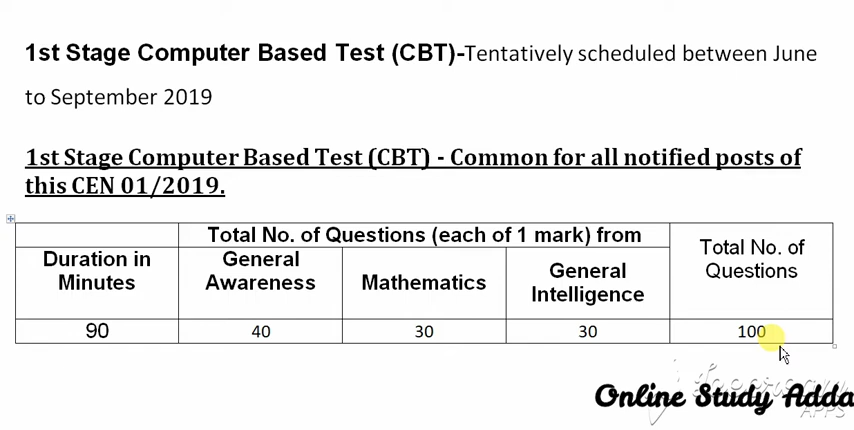 1st Stage Computer Based Test (CBT)-Tentatively scheduled between June
to September 2019
1st Stage Computer Based Test (CBT) - Common for all notified posts of
this CEN 01/2019.
Total No. of Questions (each of 1 mark) from
Total No. of
Questions
Duration in
Minutes
General
Awareness
Mathematics
General
Intelligence
90
40
30
30
100
APPS
Online Study Adda